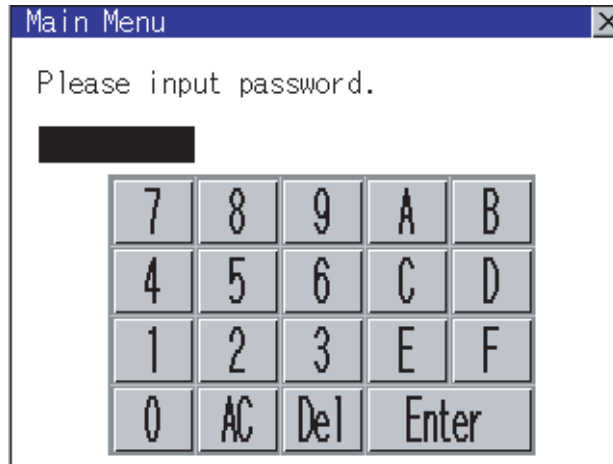 Main Menu
Please input password.
7 8 9 A B
4 5 6 C D
1 2 3 E F
0 AC Del Enter